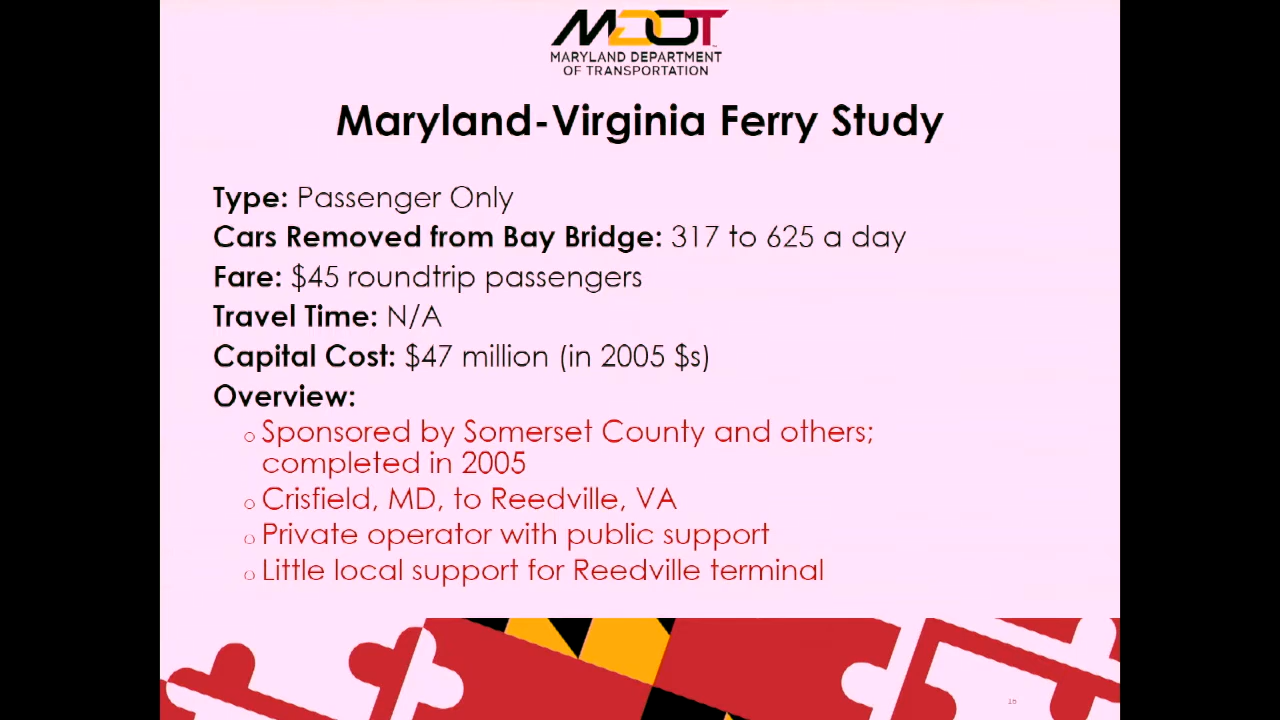 MDOT
MARYLAND DEPARTMENT
OF TRANSPORTATION
Maryland-Virginia Ferry Study
Type: Passenger Only
Cars Removed from Bay Bridge: 317 to 625 a day
Fare: $45 roundtrip passengers
Travel Time: N/A
Capital Cost: $47 million (in 2005 $s)
Overview:
o Sponsored by Somerset County and others;
completed in 2005
o Crisfield, MD, to Reedville, VA
o Private operator with public support
o Little local support for Reedville terminal